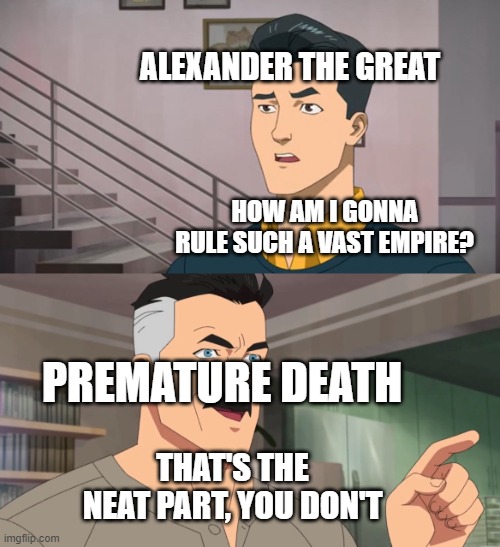 ALEXANDER THE GREAT
HOW AM I GONNA
RULE SUCH A VAST EMPIRE?
PREMATURE DEATH
THAT'S THE
NEAT PART, YOU DON'T
imgflip.com